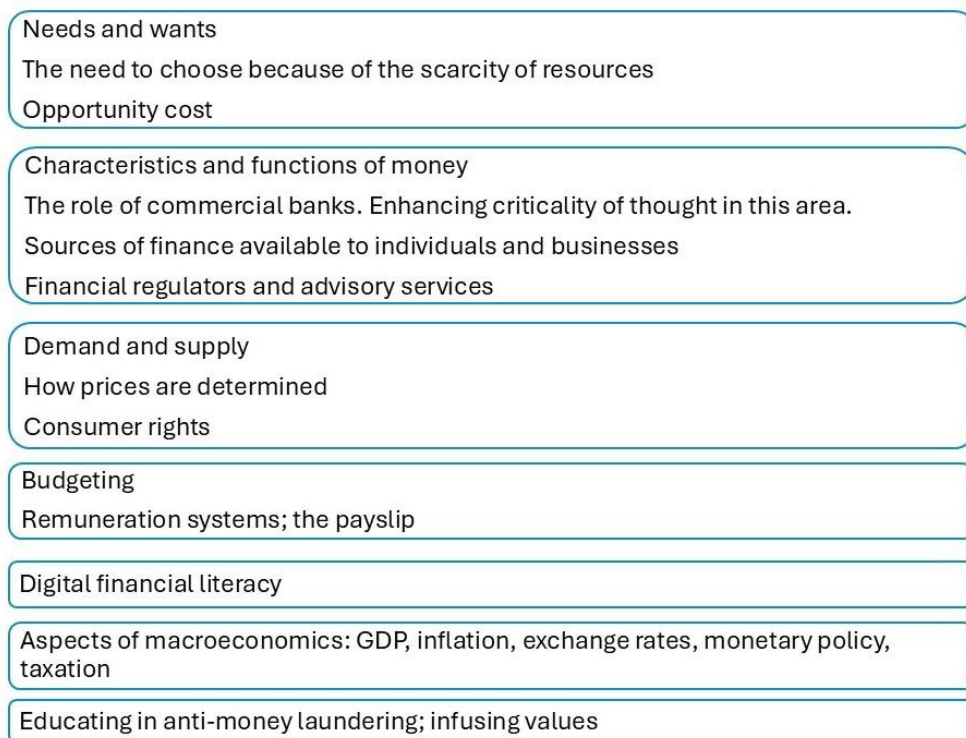 Needs and wants
The need to choose because of the scarcity of resources
Opportunity cost
Characteristics and functions of money
The role of commercial banks. Enhancing criticality of thought in this area.
Sources of finance available to individuals and businesses
Financial regulators and advisory services
Demand and supply
How prices are determined
Consumer rights
Budgeting
Remuneration systems; the payslip
Digital financial literacy
Aspects of macroeconomics: GDP, inflation, exchange rates, monetary policy,
taxation
Educating in anti-money laundering; infusing values